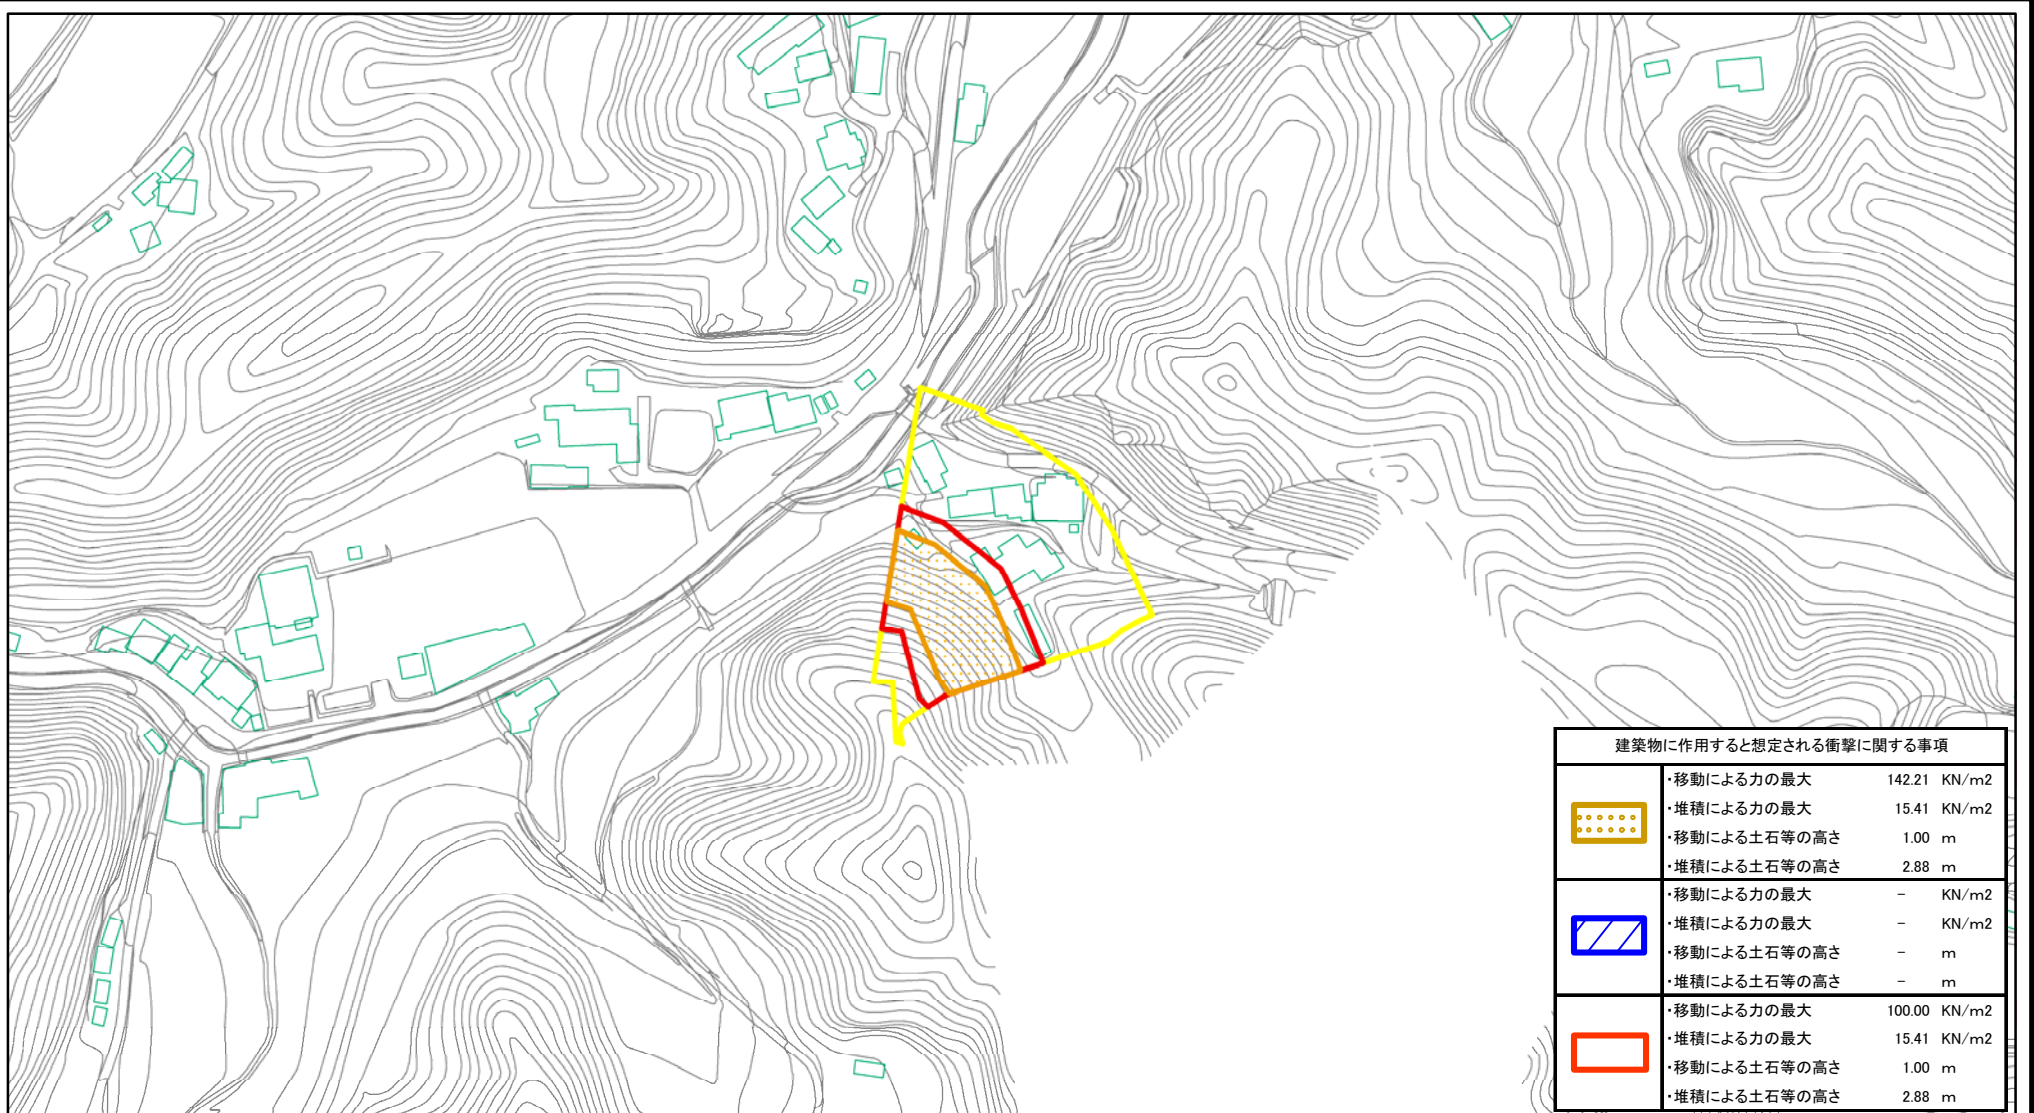 建築物に作用すると想定される衝撃に関する事項
・移動による力の最大 142.21 KN/m2
・堆積による力の最大 15.41 KN/m2
・移動による土石等の高さ 1.00 m
・堆積による土石等の高さ 2.88 m
・移動による力の最大 - KN/m2
・堆積による力の最大 - KN/m2
・移動による土石等の高さ - m
・堆積による土石等の高さ - m
・移動による力の最大 100.00 KN/m2
・堆積による力の最大 15.41 KN/m2
・移動による土石等の高さ 1.00 m
・堆積による土石等の高さ 2.88 m